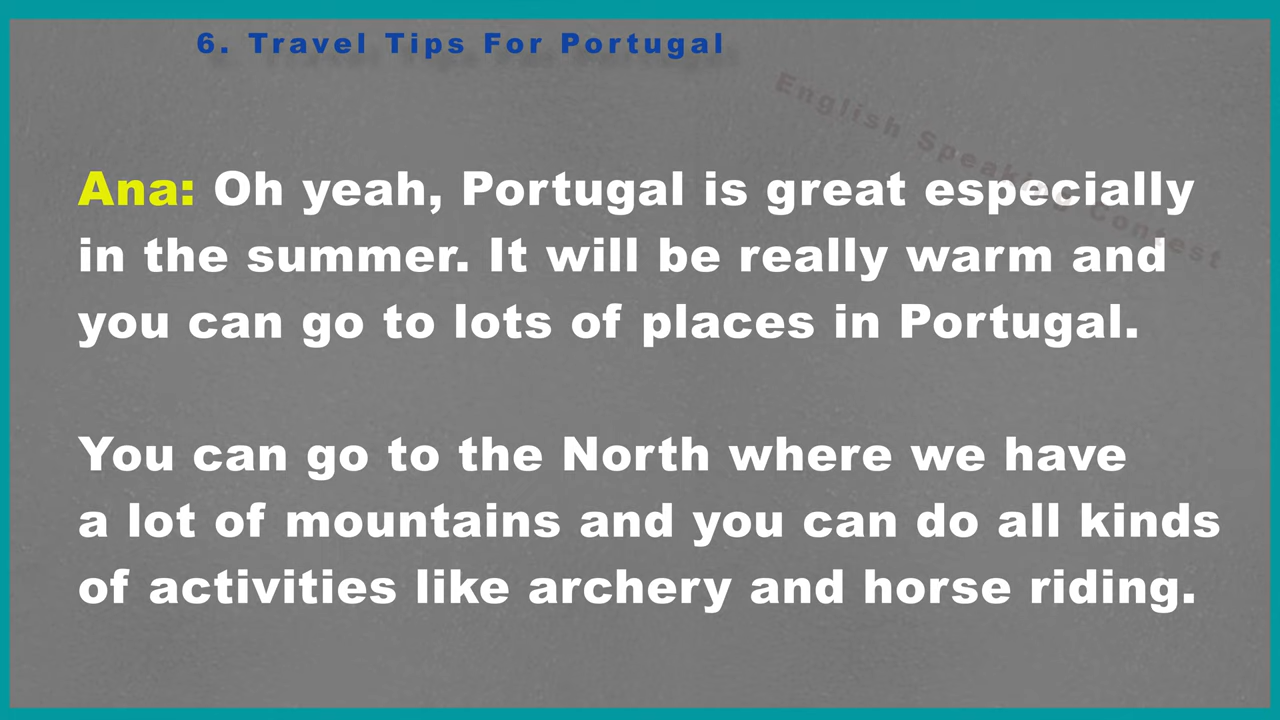 6. Travel Tips For Portugal
English Speaking Contest
Ana: Oh yeah, Portugal is great especially
in the summer. It will be really warm and
you can go to lots of places in Portugal.
You can go to the North where we have
a lot of mountains and you can do all kinds
of activities like archery and horse riding.